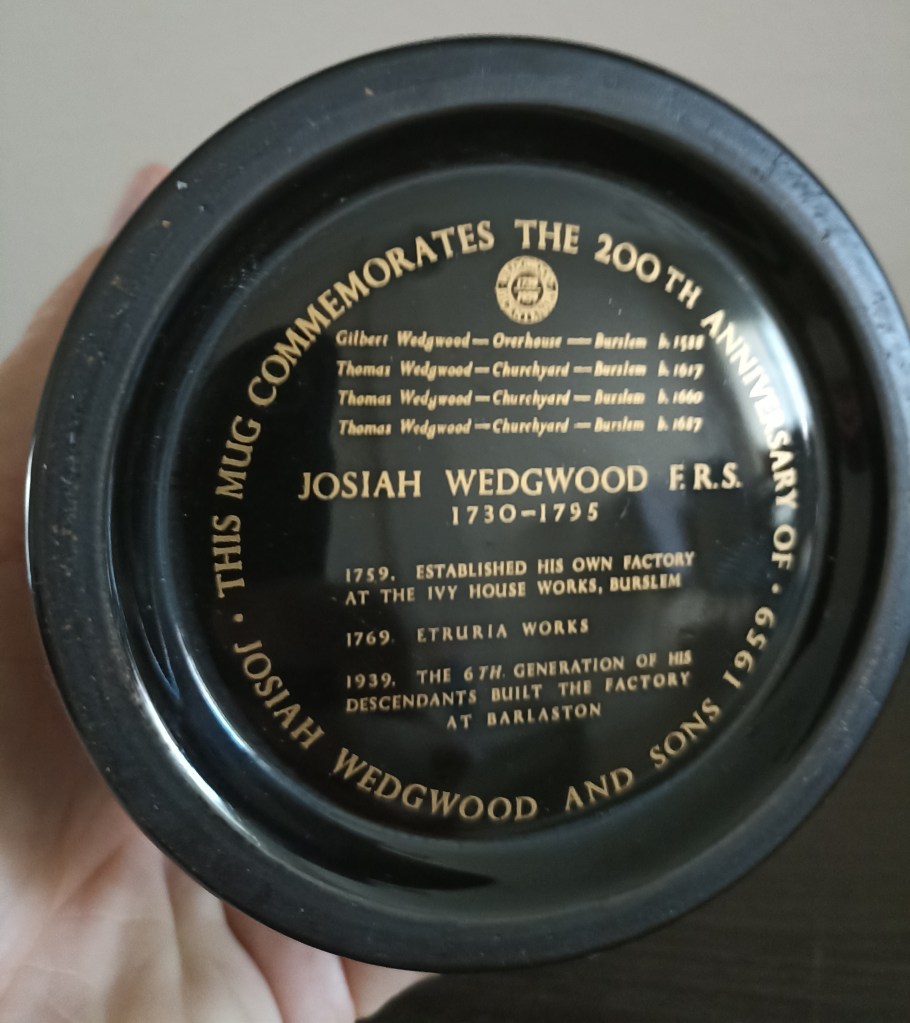 · THIS MUG COMMEMORATES THE 200TH ANNIVERSARY OF ·
JOSIAH WEDGWOOD AND SONS 1959
Gilbert Wedgwood — Overhouse — Burslem b. 1588
Thomas Wedgwood — Churchyard — Burslem b. 1617
Thomas Wedgwood — Churchyard — Burslem b. 1660
Thomas Wedgwood — Churchyard — Burslem b. 1687
JOSIAH WEDGWOOD F.R.S.
1730-1795
1759. ESTABLISHED HIS OWN FACTORY
AT THE IVY HOUSE WORKS, BURSLEM
1769. ETRURIA WORKS
1939. THE 6TH. GENERATION OF HIS
DESCENDANTS BUILT THE FACTORY
AT BARLASTON